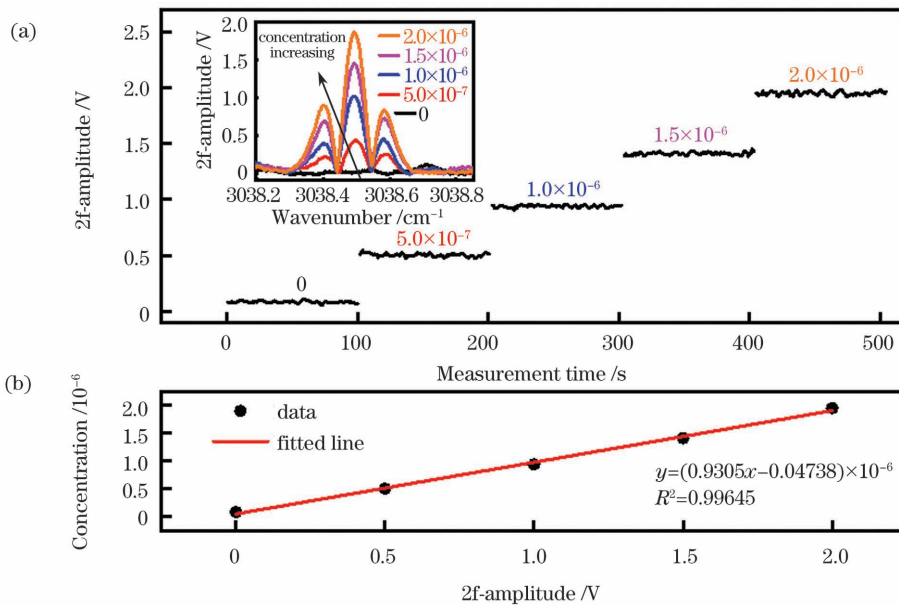 (a)
2.5
2.0
1.5
1.0
0.5
0
2f-amplitude /V
2.0
1.5
1.0
0.5
0
2f-amplitude /V
concentration
increasing
2.0×10⁻⁶
1.5×10⁻⁶
1.0×10⁻⁶
5.0×10⁻⁷
0
3038.2 3038.4 3038.6 3038.8
Wavenumber /cm⁻¹
0
5.0×10⁻⁷
1.0×10⁻⁶
1.5×10⁻⁶
2.0×10⁻⁶
0 100 200 300 400 500
Measurement time /s
(b)
Concentration /10⁻⁶
2.0
1.5
1.0
0.5
0
data
fitted line
y=(0.9305x−0.04738)×10⁻⁶
R²=0.99645
0 0.5 1.0 1.5 2.0
2f-amplitude /V